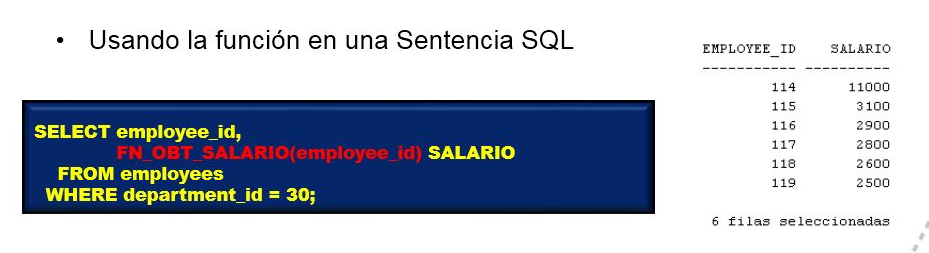 • Usando la función en una Sentencia SQL
SELECT employee_id,
FN_OBT_SALARIO(employee_id) SALARIO
FROM employees
WHERE department_id = 30;
EMPLOYEE_ID SALARIO
----------- ----------
114 11000
115 3100
116 2900
117 2800
118 2600
119 2500
6 filas seleccionadas